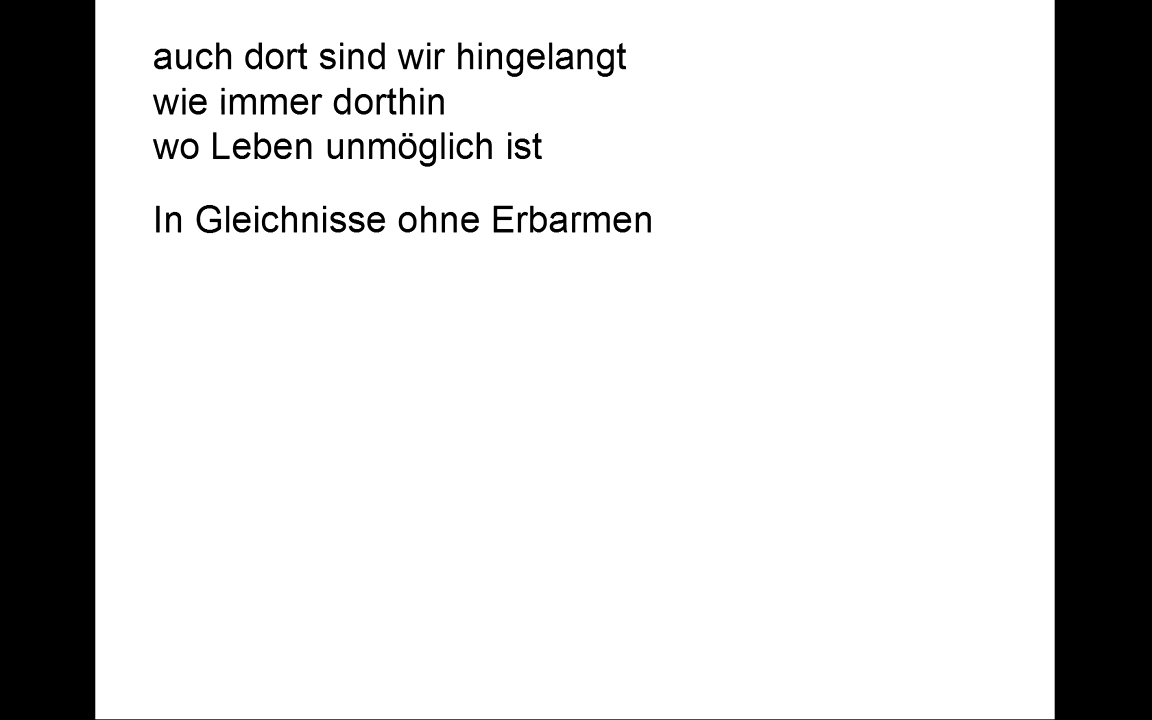 auch dort sind wir hingelangt
wie immer dorthin
wo Leben unmöglich ist
In Gleichnisse ohne Erbarmen